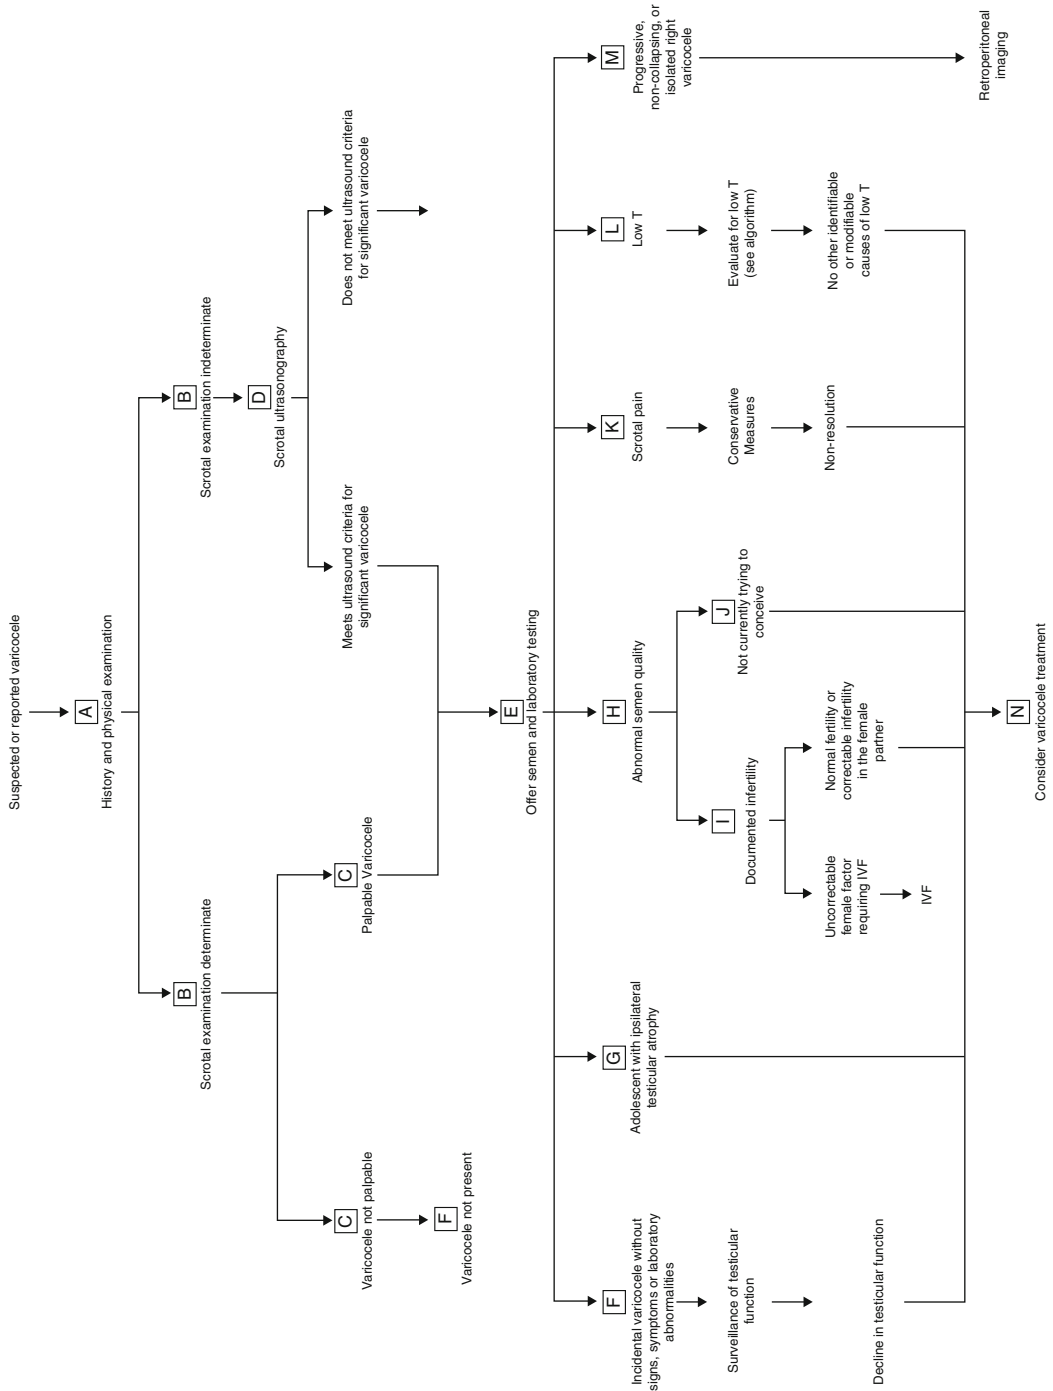 Suspected or reported varicocele
A
History and physical examination
B
Scrotal examination determinate
B
Scrotal examination indeterminate
D
Scrotal ultrasonography
C
Varicocele not palpable
C
Palpable Varicocele
Meets ultrasound criteria for
significant varicocele
Does not meet ultrasound criteria
for significant varicocele
F
Varicocele not present
E
Offer semen and laboratory testing
F
Incidental varicocele without
signs, symptoms or laboratory
abnormalities
Surveillance of testicular
function
Decline in testicular function
G
Adolescent with ipsilateral
testicular atrophy
H
Abnormal semen quality
I
Documented infertility
Uncorrectable
female factor
requiring IVF
IVF
Normal fertility or
correctable infertility
in the female
partner
J
Not currently trying to
conceive
K
Scrotal pain
Conservative
Measures
Non-resolution
L
Low T
Evaluate for low T
(see algorithm)
No other identifiable
or modifiable
causes of low T
M
Progressive,
non-collapsing, or
isolated right
varicocele
Retroperitoneal
imaging
N
Consider varicocele treatment